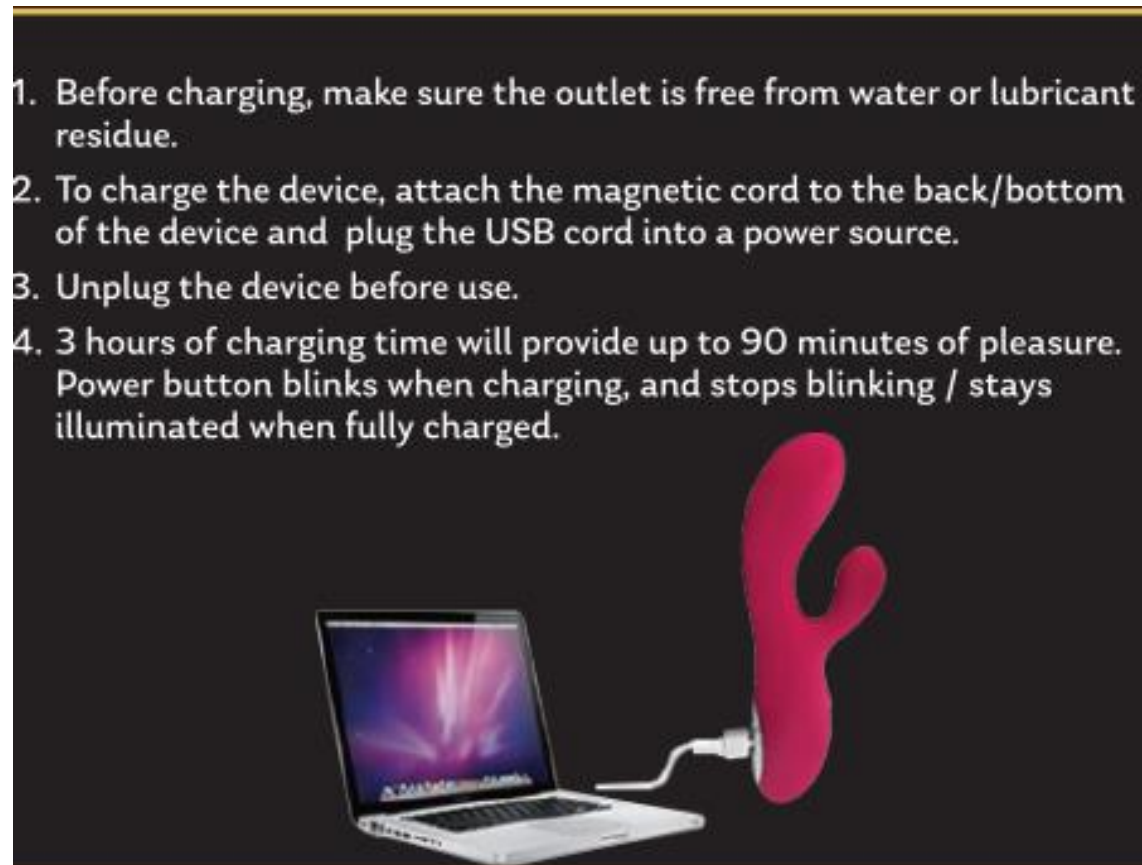 1. Before charging, make sure the outlet is free from water or lubricant
residue.
2. To charge the device, attach the magnetic cord to the back/bottom
of the device and plug the USB cord into a power source.
3. Unplug the device before use.
4. 3 hours of charging time will provide up to 90 minutes of pleasure.
Power button blinks when charging, and stops blinking / stays
illuminated when fully charged.